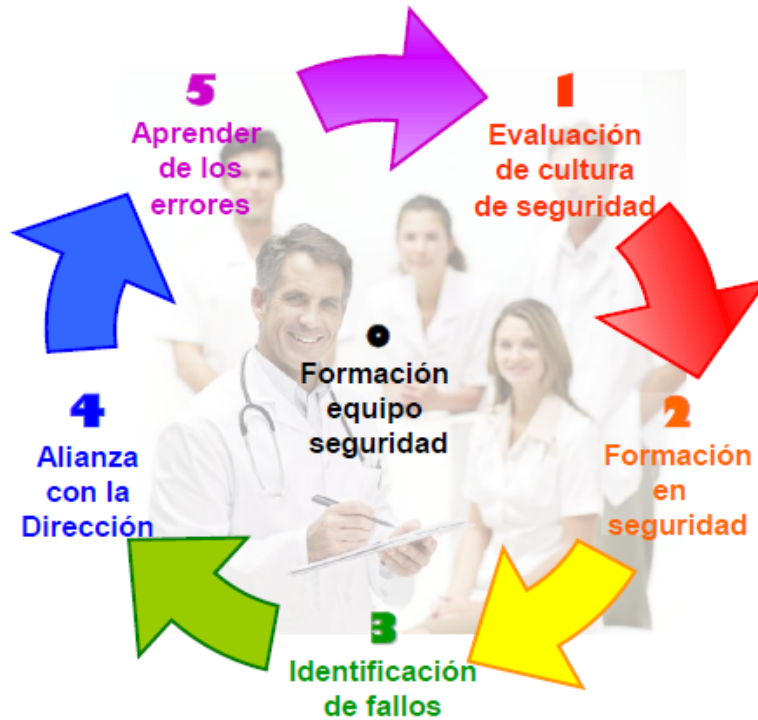 1
Evaluación
de cultura
de seguridad
2
Formación
en
seguridad
3
Identificación
de fallos
4
Alianza
con la
Dirección
5
Aprender
de los
errores
0
Formación
equipo
seguridad